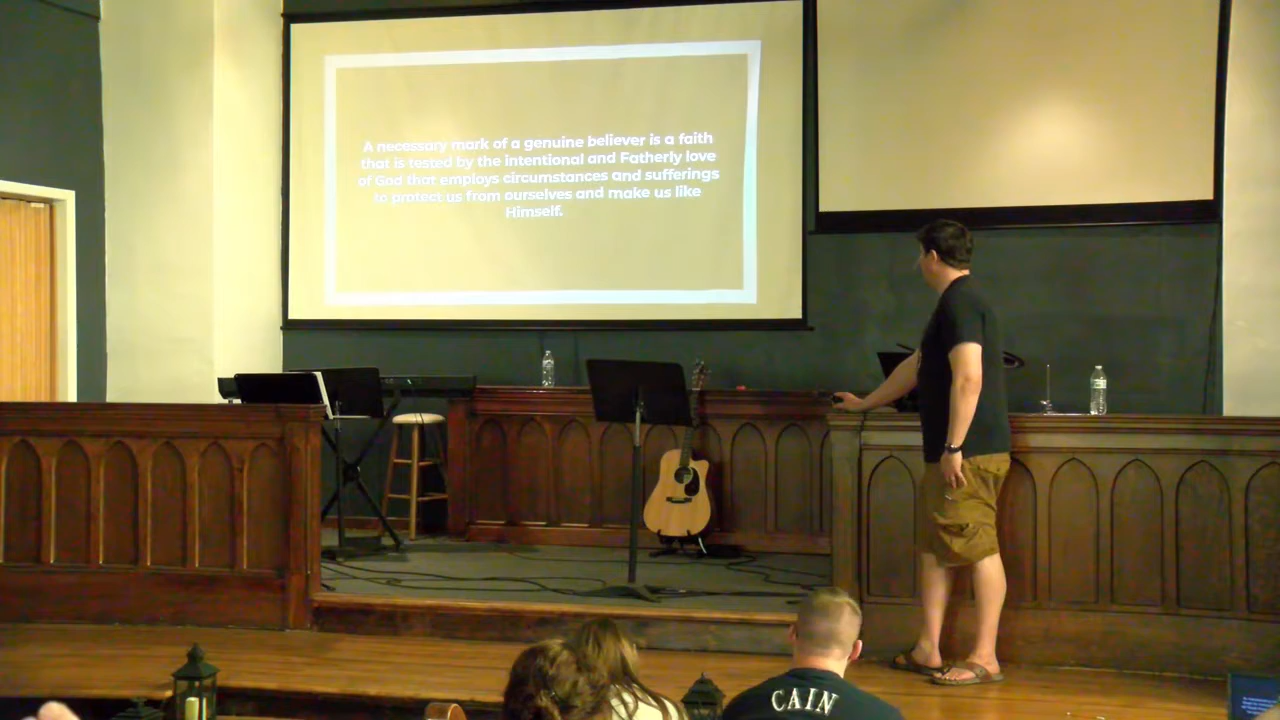 A necessary mark of a genuine believer is a faith
that is tested by the intentional and Fatherly love
of God that employs circumstances and sufferings
to protect us from ourselves and make us like
Himself.
CAIN